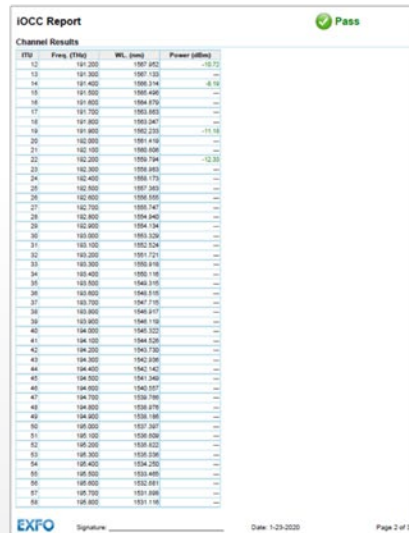 iOCC Report
Pass
Channel Results
ITU Freq. (THz) WL. (nm) Power (dBm)
12 191.200 1567.952 -10.72
13 191.300 1567.133 ---
14 191.400 1566.314
15 191.500 1565.496 ---
16 191.600 1564.679 ---
17 191.700 1563.863 ---
18 191.800 1563.047 ---
19 191.900 1562.233 -11.18
20 192.000 1561.419 ---
21 192.100 1560.606 ---
22 192.200 1559.794 -12.33
23 192.300 1558.983 ---
24 192.400 1558.173 ---
25 192.500 1557.363 ---
26 192.600 1556.555 ---
27 192.700 1555.747 ---
28 192.800 1554.940 ---
29 192.900 1554.134 ---
30 193.000 1553.329 ---
31 193.100 1552.524 ---
32 193.200 1551.721 ---
33 193.300 1550.918 ---
34 193.400 1550.116 ---
35 193.500 1549.315 ---
36 193.600 1548.515 ---
37 193.700 1547.715 ---
38 193.800 1546.917 ---
39 193.900 1546.119 ---
40 194.000 1545.322 ---
41 194.100 1544.526 ---
42 194.200 1543.730 ---
43 194.300 1542.936 ---
44 194.400 1542.142 ---
45 194.500 1541.349 ---
46 194.600 1540.557 ---
47 194.700 1539.766 ---
48 194.800 1538.976 ---
49 194.900 1538.186 ---
50 195.000 1537.397 ---
51 195.100 1536.609 ---
52 195.200 1535.822 ---
53 195.300 1535.036 ---
54 195.400 1534.250 ---
55 195.500 1533.465 ---
56 195.600 1532.681 ---
57 195.700 1531.898 ---
58 195.800 1531.116 ---
EXFO Signature: Date: 1-23-2020 Page 2 of